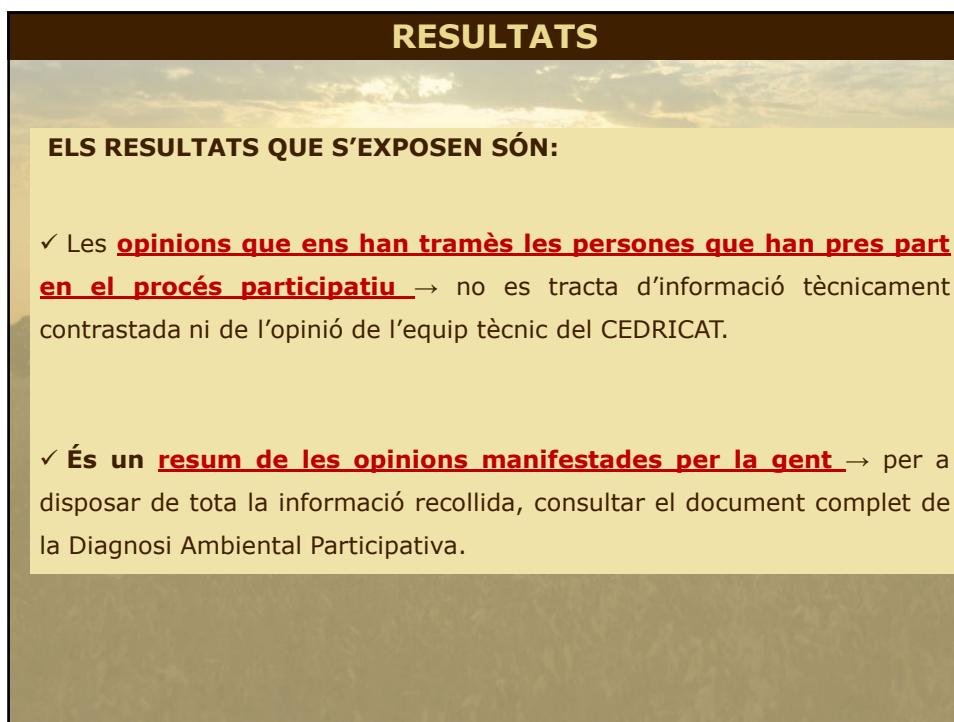 RESULTATS
ELS RESULTATS QUE S’EXPOSEN SÓN:
✓ Les opinions que ens han tramès les persones que han pres part
en el procés participatiu → no es tracta d’informació tècnicament
contrastada ni de l’opinió de l’equip tècnic del CEDRICAT.
✓ És un resum de les opinions manifestades per la gent → per a
disposar de tota la informació recollida, consultar el document complet de
la Diagnosi Ambiental Participativa.